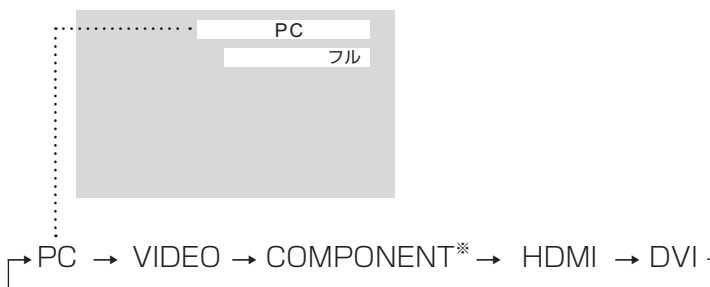 PC
フル
PC → VIDEO → COMPONENT※ → HDMI → DVI